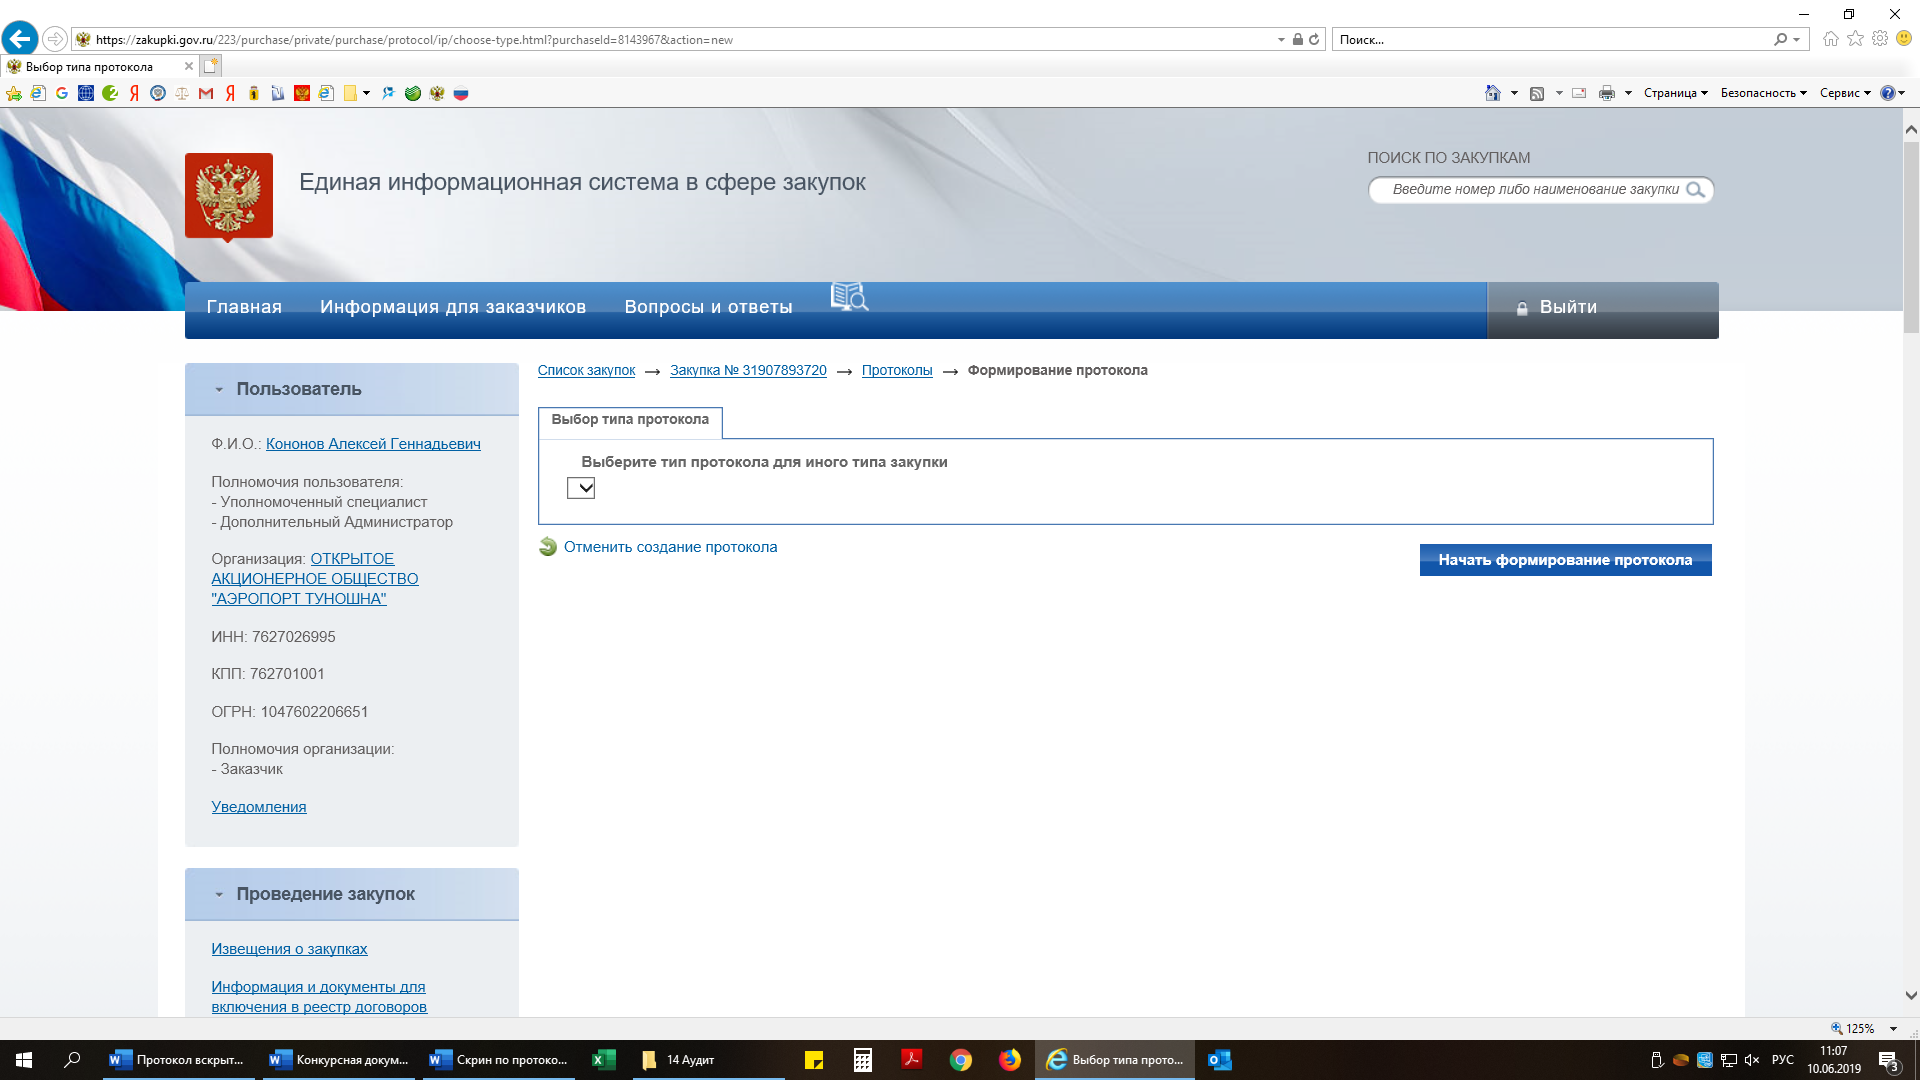 https://zakupki.gov.ru/223/purchase/private/purchase/protocol/ip/choose-type.html?purchaseId=8143967&action=new
Поиск...
Выбор типа протокола
Страница
Безопасность
Сервис
Единая информационная система в сфере закупок
ПОИСК ПО ЗАКУПКАМ
Введите номер либо наименование закупки
Главная
Информация для заказчиков
Вопросы и ответы
Выйти
Пользователь
Ф.И.О.: Кононов Алексей Геннадьевич
Полномочия пользователя:
- Уполномоченный специалист
- Дополнительный Администратор
Организация: ОТКРЫТОЕ
АКЦИОНЕРНОЕ ОБЩЕСТВО
"АЭРОПОРТ ТУНОШНА"
ИНН: 7627026995
КПП: 762701001
ОГРН: 1047602206651
Полномочия организации:
- Заказчик
Уведомления
Проведение закупок
Извещения о закупках
Информация и документы для
включения в реестр договоров
Список закупок → Закупка № 31907893720 → Протоколы → Формирование протокола
Выбор типа протокола
Выберите тип протокола для иного типа закупки
Отменить создание протокола
Начать формирование протокола
125%
Протокол вскрыт...
Конкурсная докум...
Скрин по протоко...
14 Аудит
Выбор типа прото...
РУС
11:07
10.06.2019
3